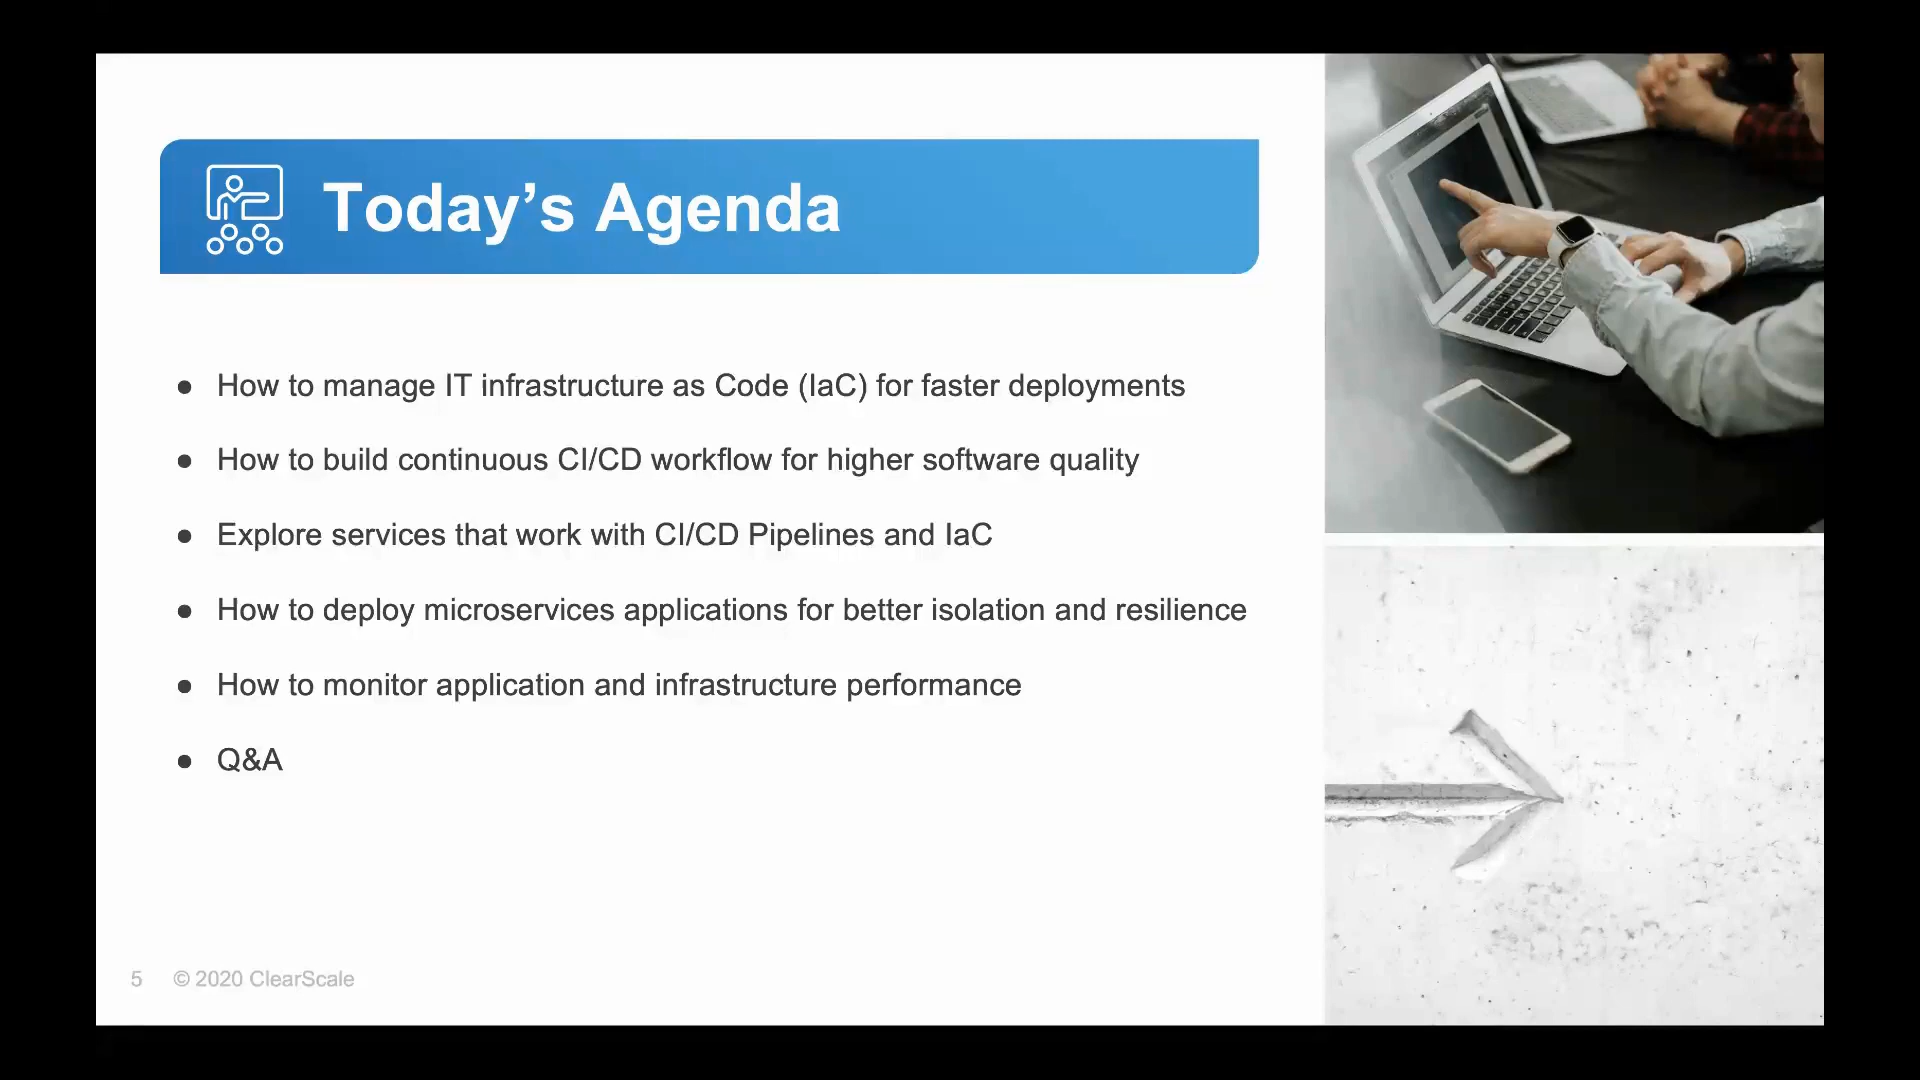 Today’s Agenda
● How to manage IT infrastructure as Code (IaC) for faster deployments
● How to build continuous CI/CD workflow for higher software quality
● Explore services that work with CI/CD Pipelines and IaC
● How to deploy microservices applications for better isolation and resilience
● How to monitor application and infrastructure performance
● Q&A
5 © 2020 ClearScale